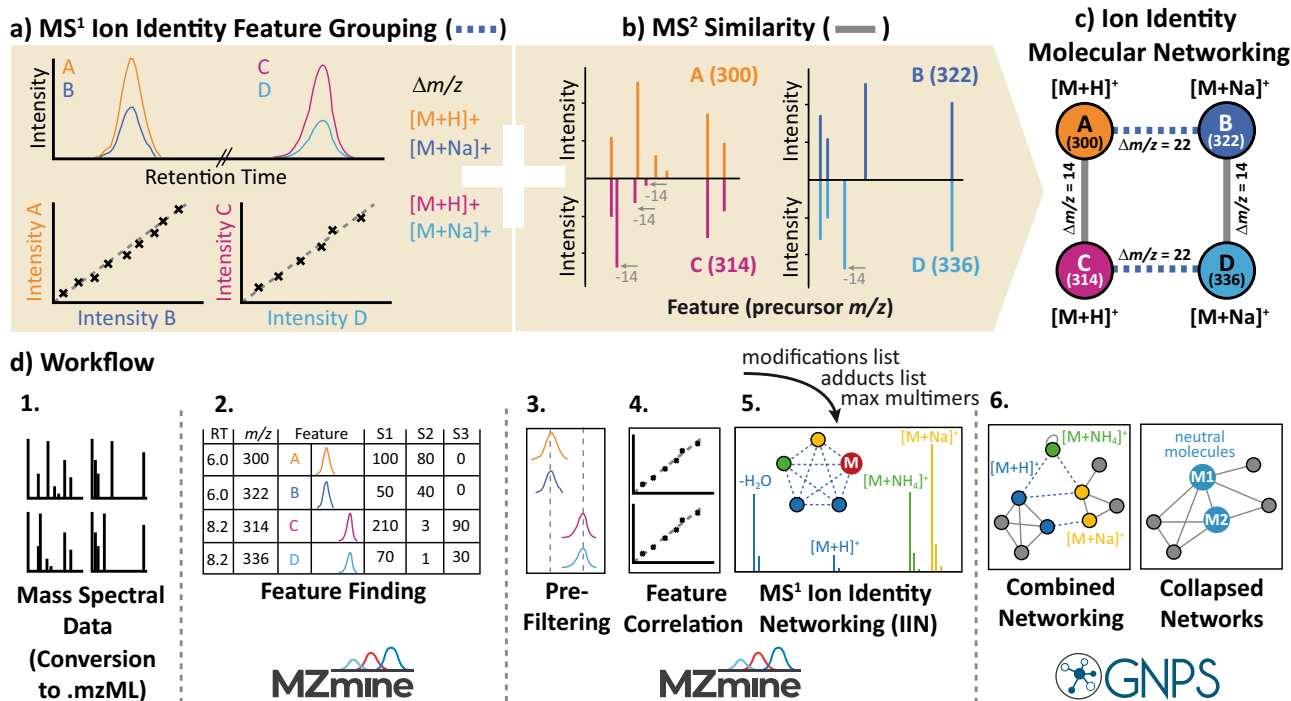 a) MS¹ Ion Identity Feature Grouping ( )
Intensity
A
B
C
D
Retention Time
Δm/z
[M+H]+
[M+Na]+
[M+H]+
[M+Na]+
Intensity A
Intensity B
Intensity C
Intensity D
b) MS² Similarity ( )
Intensity
Intensity
A (300)
-14
-14
-14
C (314)
Intensity
Intensity
B (322)
-14
D (336)
Feature (precursor m/z)
c) Ion Identity
Molecular Networking
[M+H]⁺ [M+Na]⁺
A
(300)
B
(322)
Δm/z = 22
Δm/z = 14
Δm/z = 14
Δm/z = 22
C
(314)
D
(336)
[M+H]⁺ [M+Na]⁺
d) Workflow
1.
Mass Spectral
Data
(Conversion
to .mzML)
2.
RT m/z Feature S1 S2 S3
6.0 300 A 100 80 0
6.0 322 B 50 40 0
8.2 314 C 210 3 90
8.2 336 D 70 1 30
Feature Finding
MZmine
3.
Pre-
Filtering
4.
Feature
Correlation
modifications list
adducts list
max multimers
5.
M
-H₂O
[M+H]⁺
[M+NH₄]⁺
[M+Na]⁺
MS¹ Ion Identity
Networking (IIN)
MZmine
6.
[M+NH₄]⁺
[M+H]⁺
[M+Na]⁺
Combined
Networking
neutral
molecules
M1
M2
Collapsed
Networks
GNPS